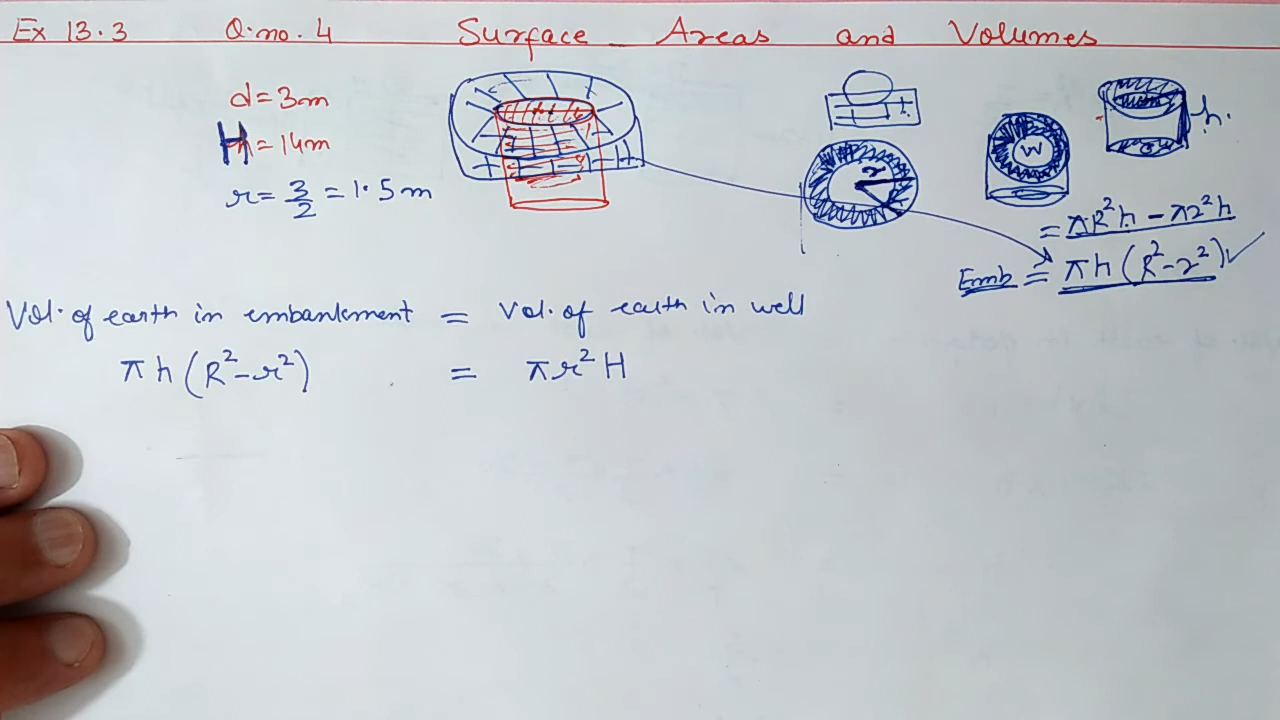 Ex 13.3 Q.no.4 Surface Areas and Volumes
d = 3m
H = 14m
r = 3/2 = 1.5 m
r
W
h.
= πR²h - πr²h
Emb = πh(R²-r²) ✓
Vol. of earth in embankment = Vol. of earth in well
πh(R²-r²) = πr²H